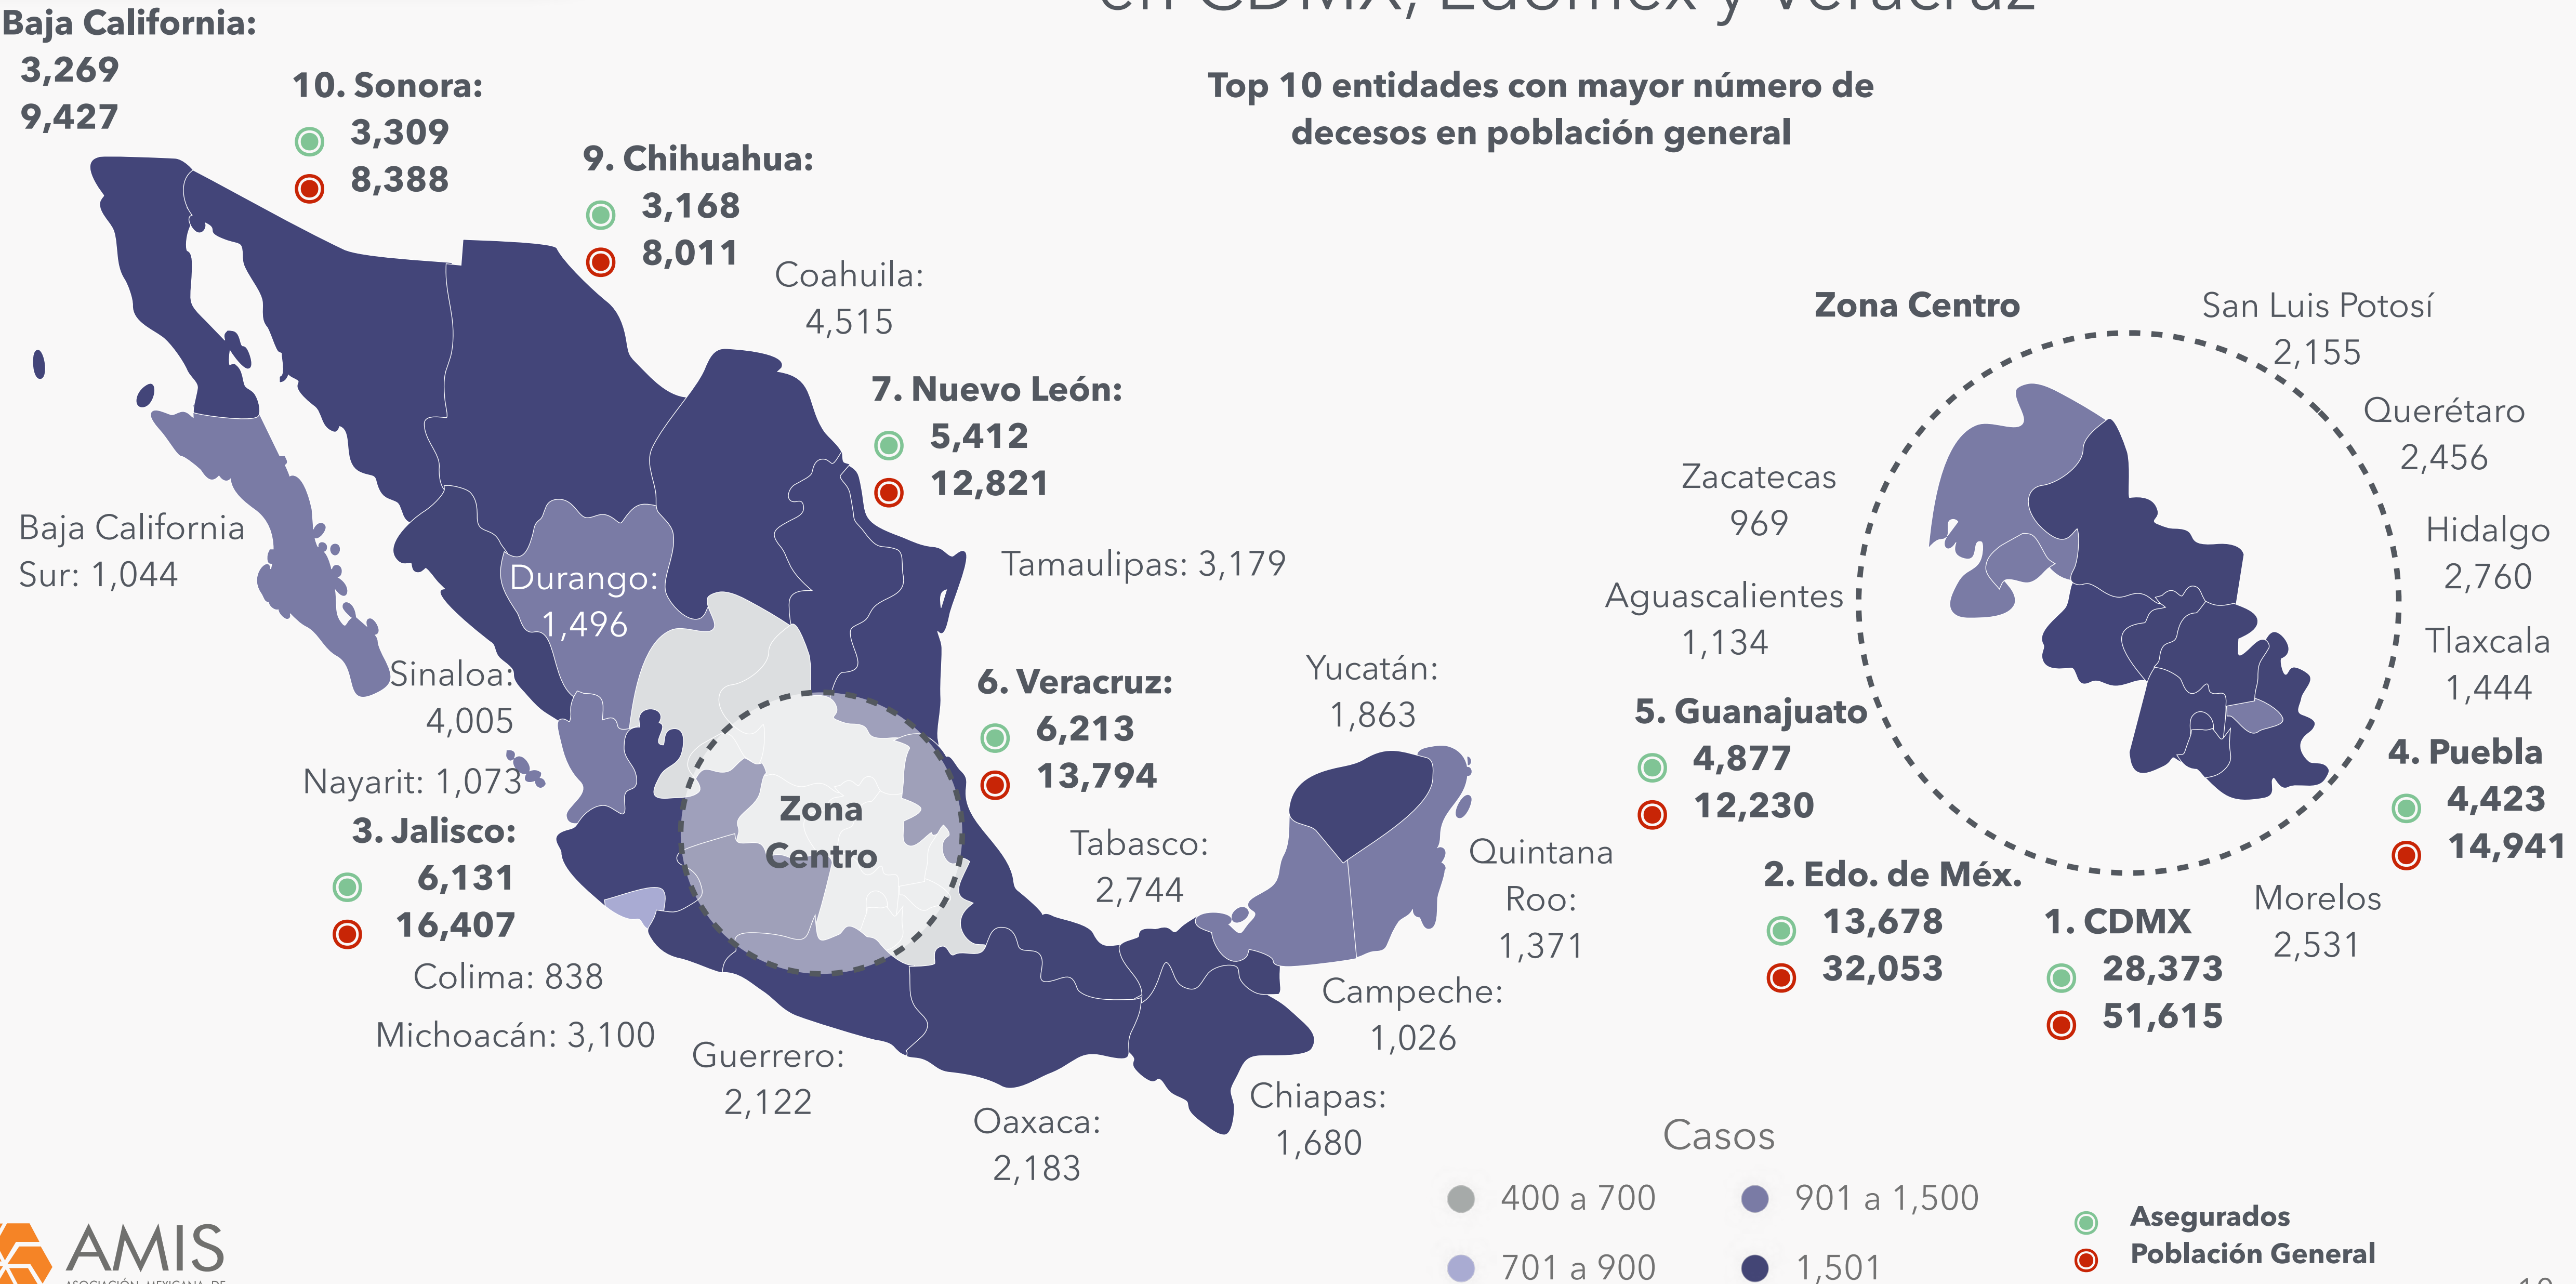 en CDMX, Edomex y Veracruz
Top 10 entidades con mayor número de
decesos en población general
Baja California:
3,269
9,427
10. Sonora:
3,309
8,388
9. Chihuahua:
3,168
8,011
Coahuila:
4,515
7. Nuevo León:
5,412
12,821
Tamaulipas: 3,179
Baja California
Sur: 1,044
Durango:
1,496
Sinaloa:
4,005
Nayarit: 1,073
3. Jalisco:
6,131
16,407
Colima: 838
Michoacán: 3,100
Guerrero:
2,122
Oaxaca:
2,183
Chiapas:
1,680
Zona
Centro
6. Veracruz:
6,213
13,794
Tabasco:
2,744
Yucatán:
1,863
Quintana
Roo:
1,371
Campeche:
1,026
Zona Centro
San Luis Potosí
2,155
Querétaro
2,456
Zacatecas
969
Hidalgo
2,760
Aguascalientes
1,134
Tlaxcala
1,444
5. Guanajuato
4,877
12,230
4. Puebla
4,423
14,941
2. Edo. de Méx.
13,678
32,053
1. CDMX
28,373
51,615
Morelos
2,531
Casos
400 a 700
901 a 1,500
701 a 900
1,501
Asegurados
Población General
AMIS
ASOCIACIÓN MEXICANA DE